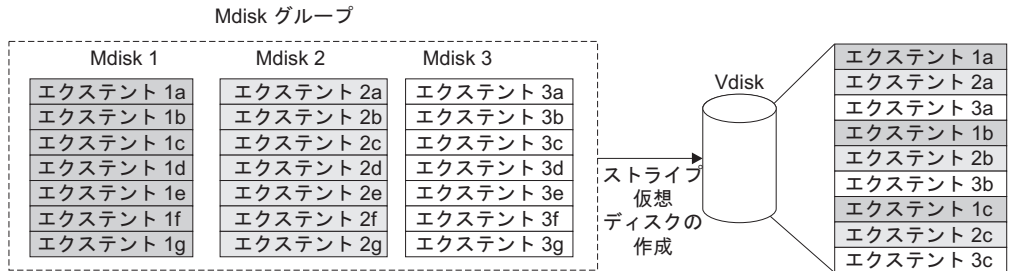 Mdisk グループ
Mdisk 1
エクステント 1a
エクステント 1b
エクステント 1c
エクステント 1d
エクステント 1e
エクステント 1f
エクステント 1g
Mdisk 2
エクステント 2a
エクステント 2b
エクステント 2c
エクステント 2d
エクステント 2e
エクステント 2f
エクステント 2g
Mdisk 3
エクステント 3a
エクステント 3b
エクステント 3c
エクステント 3d
エクステント 3e
エクステント 3f
エクステント 3g
ストライプ
仮想
ディスクの
作成
Vdisk
エクステント 1a
エクステント 2a
エクステント 3a
エクステント 1b
エクステント 2b
エクステント 3b
エクステント 1c
エクステント 2c
エクステント 3c